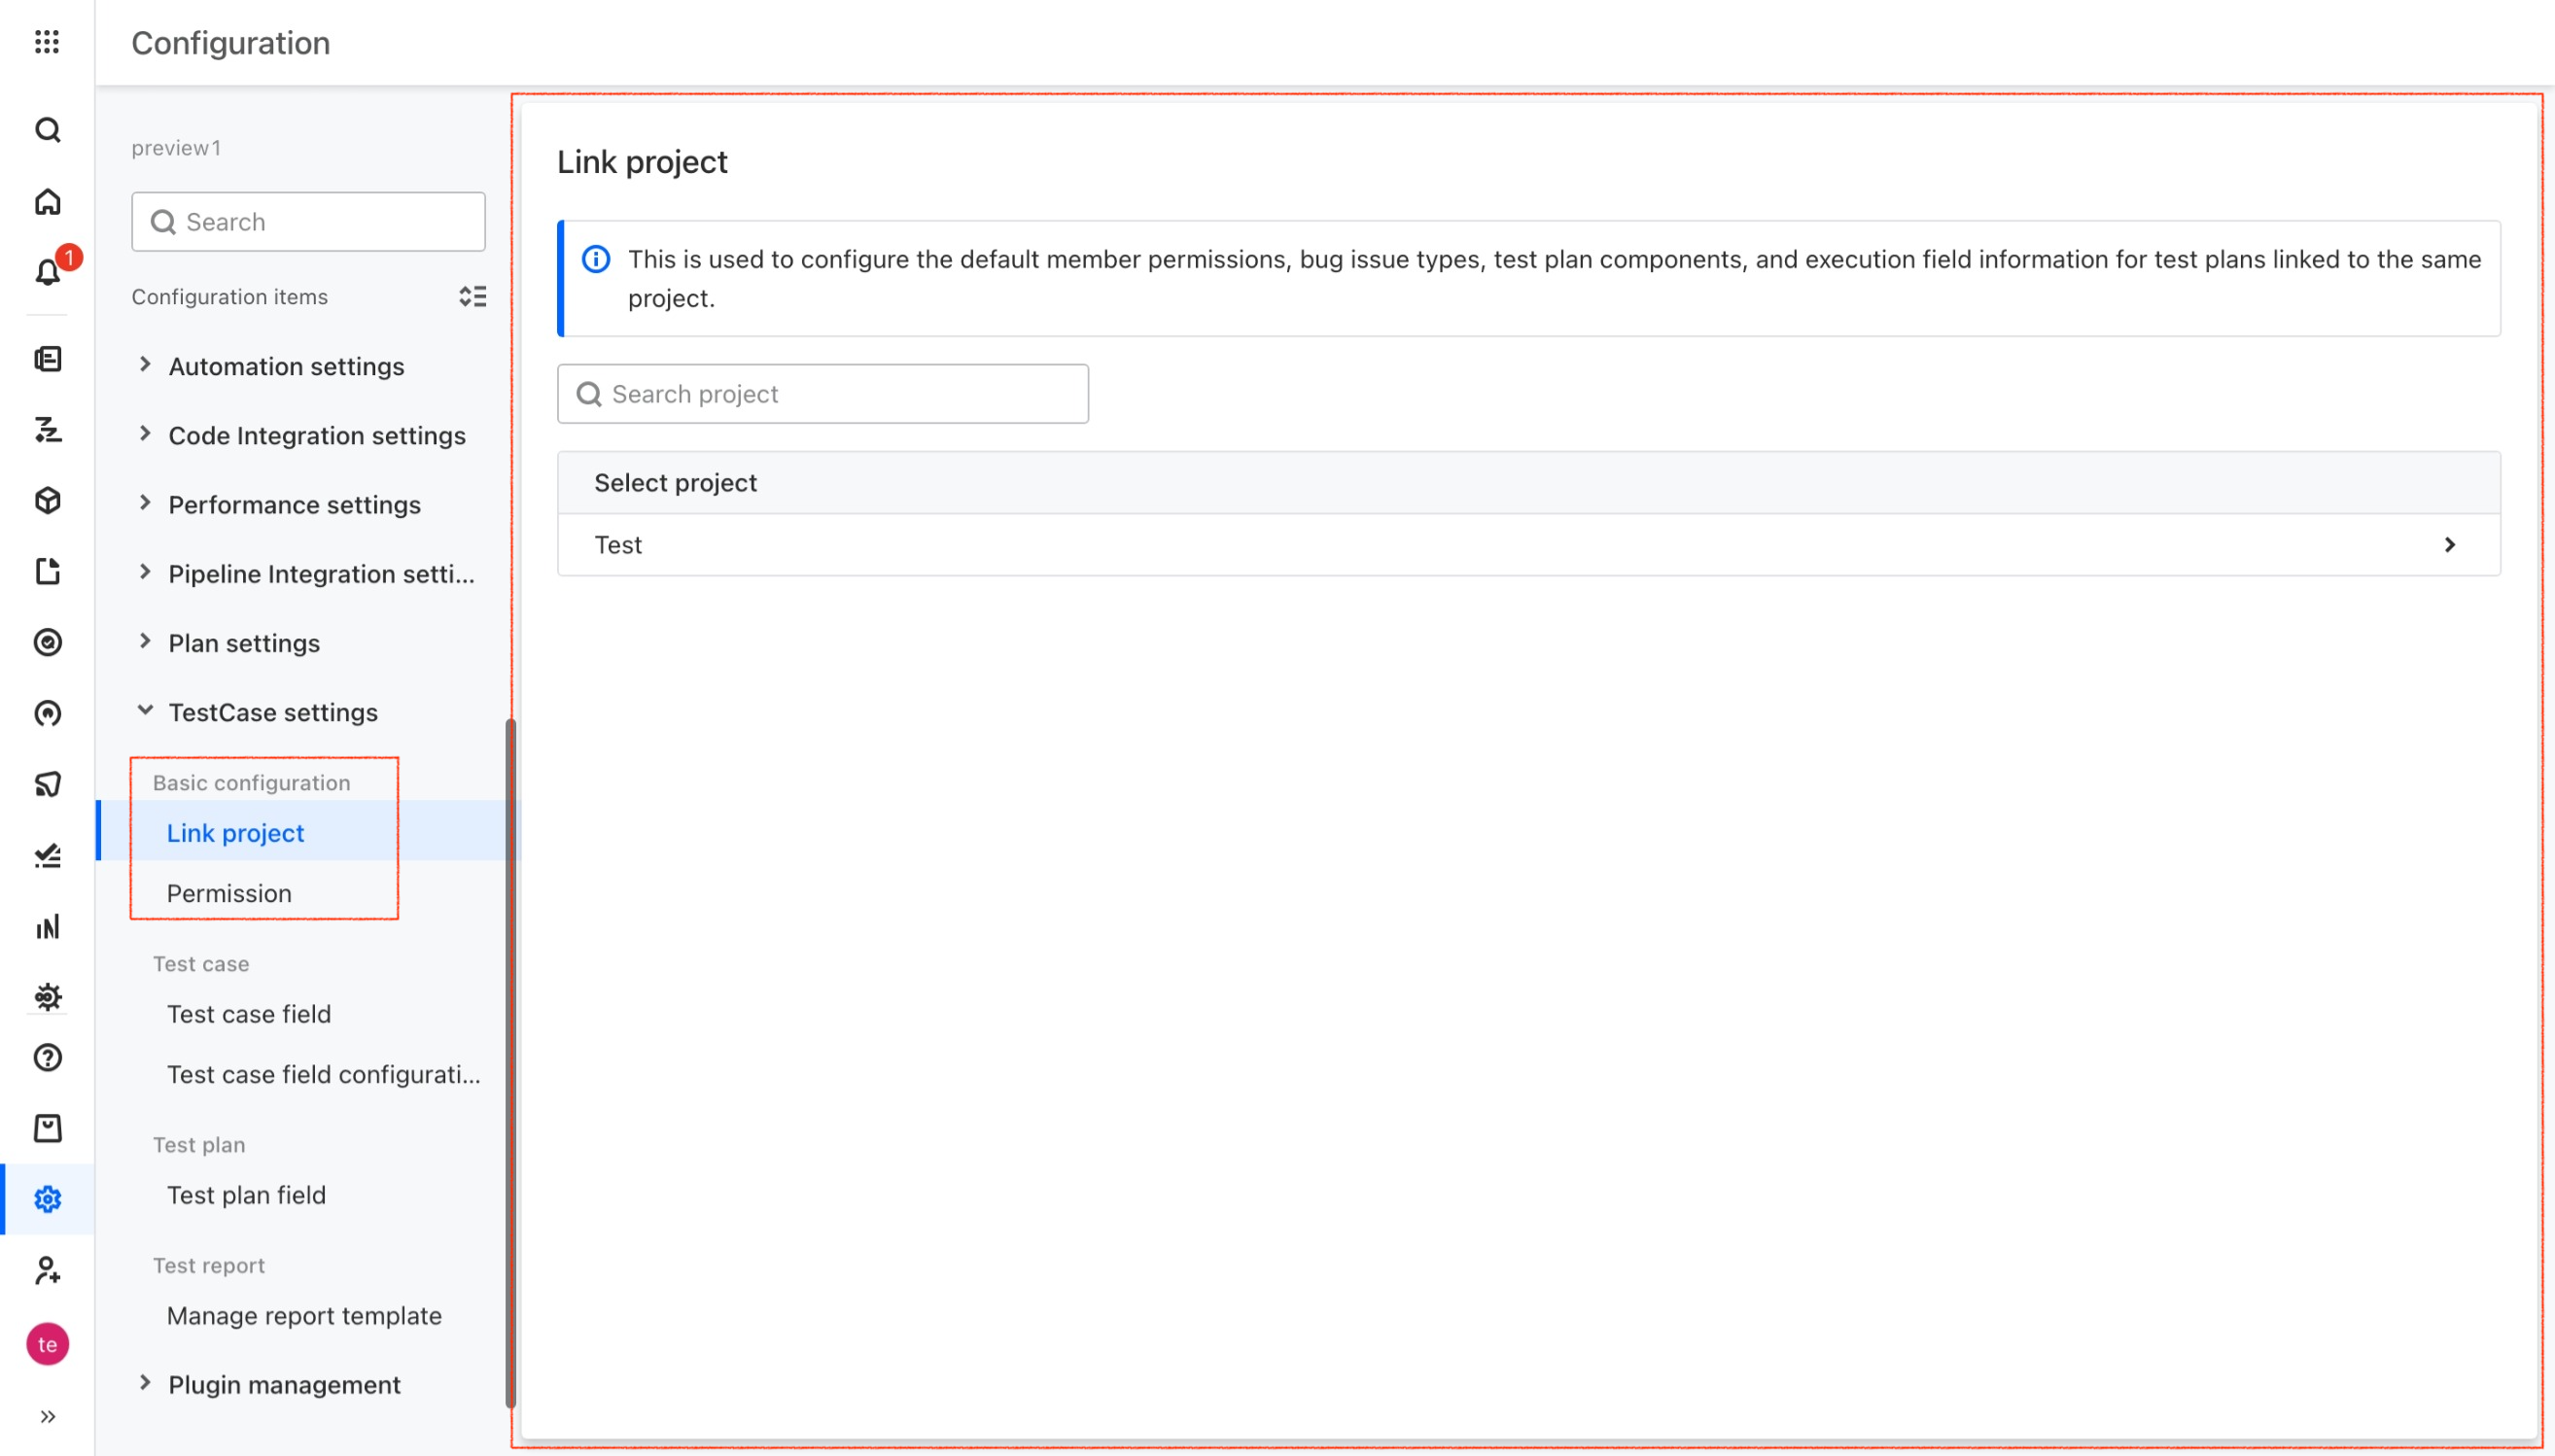 Configuration
1
preview1
Search
Configuration items
Automation settings
Code Integration settings
Performance settings
Pipeline Integration setti...
Plan settings
TestCase settings
Basic configuration
Link project
Permission
Test case
Test case field
Test case field configurati...
Test plan
Test plan field
Test report
Manage report template
Plugin management
te
Link project
This is used to configure the default member permissions, bug issue types, test plan components, and execution field information for test plans linked to the same
project.
Search project
Select project
Test